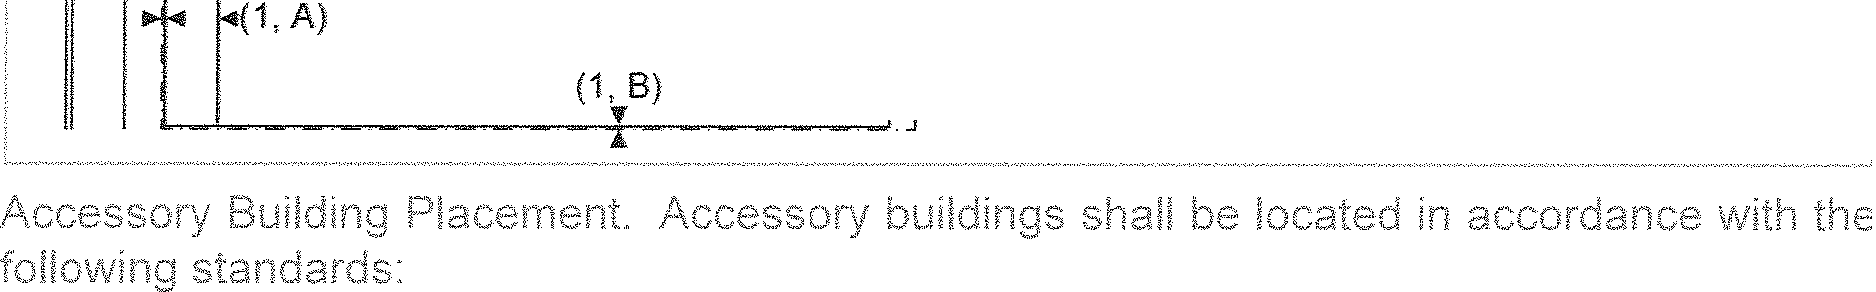 (1, A)
(1, B)
Accessory Building Placement. Accessory buildings shall be located in accordance with the
following standards: